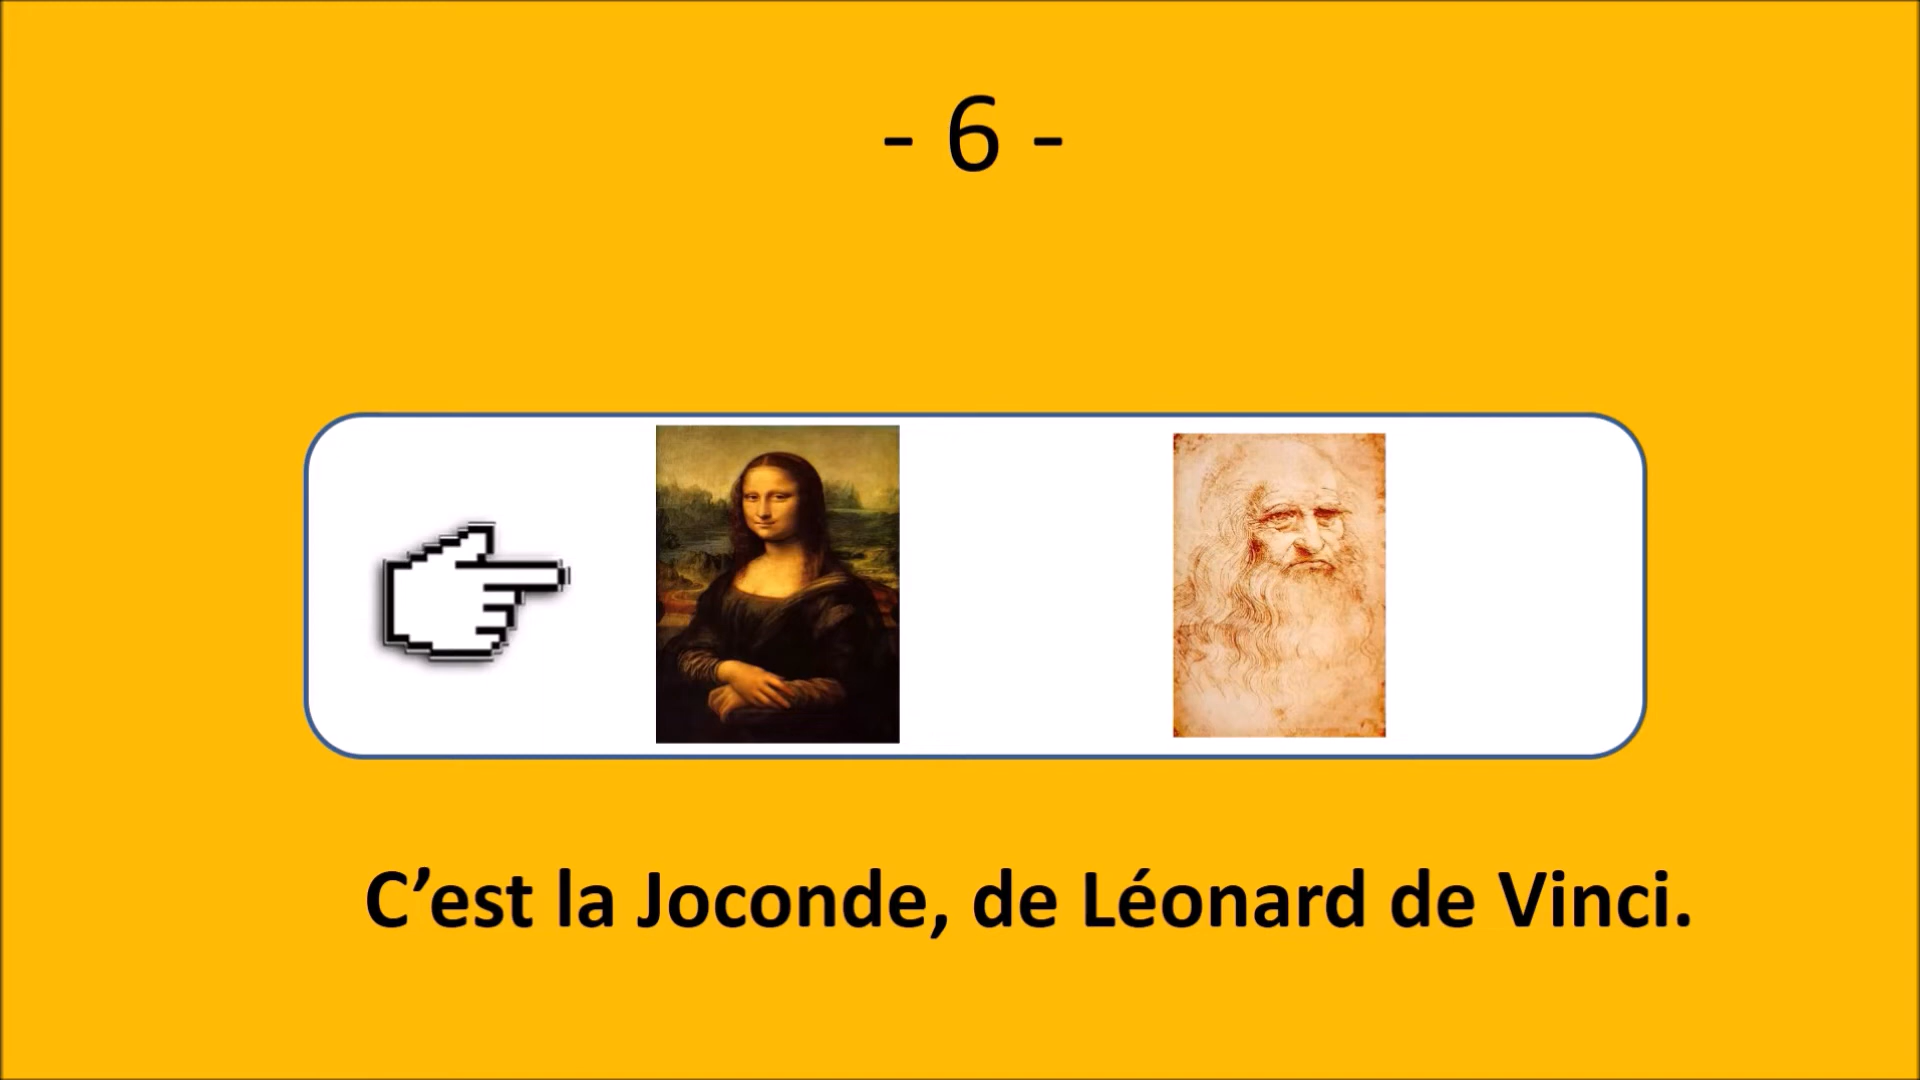 - 6 -
C’est la Joconde, de Léonard de Vinci.